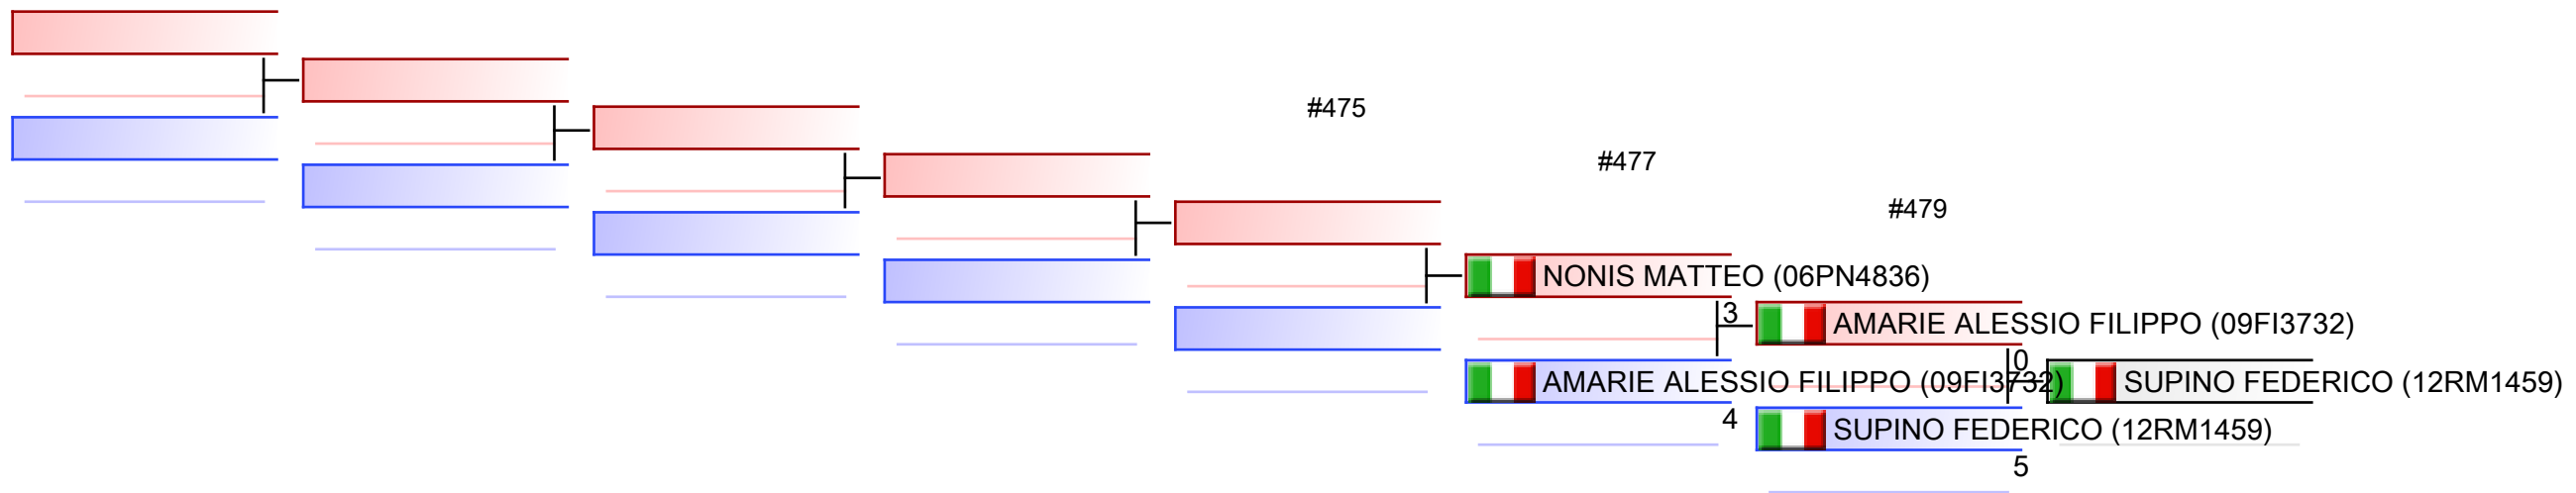 #475
#477
#479
NONIS MATTEO (06PN4836)
3
AMARIE ALESSIO FILIPPO (09FI3732)
0
AMARIE ALESSIO FILIPPO (09FI3732)
SUPINO FEDERICO (12RM1459)
4
SUPINO FEDERICO (12RM1459)
5